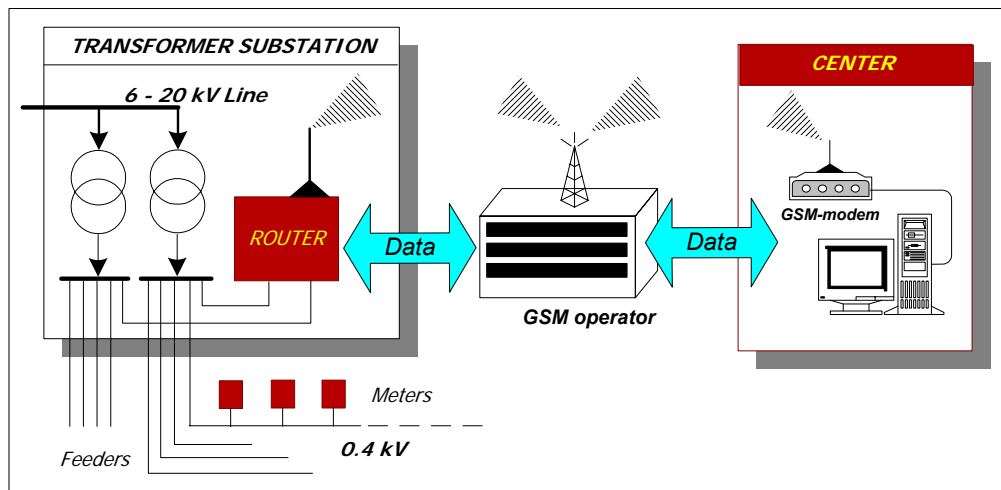 TRANSFORMER SUBSTATION
6 - 20 kV Line
ROUTER
Data
GSM operator
Data
CENTER
GSM-modem
Meters
0.4 kV
Feeders